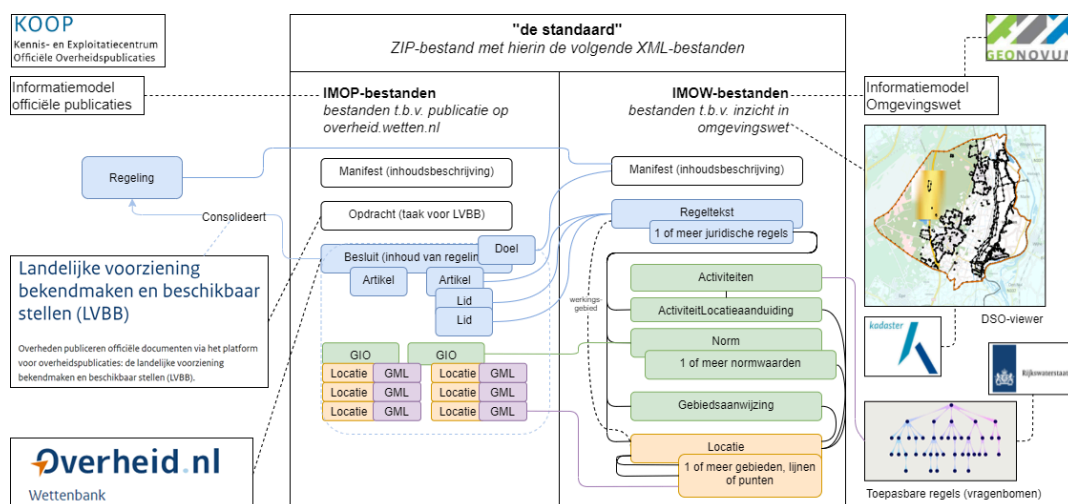 KOOP
Kennis- en Exploitatiecentrum
Officiële Overheidspublicaties
Informatiemodel
officiële publicaties
Regeling
Consolideert
Landelijke voorziening
bekendmaken en beschikbaar
stellen (LVBB)
Overheden publiceren officiële documenten via het platform
voor overheidspublicaties: de landelijke voorziening
bekendmaken en beschikbaar stellen (LVBB).
Overheid.nl
Wettenbank
"de standaard"
ZIP-bestand met hierin de volgende XML-bestanden
IMOP-bestanden
bestanden t.b.v. publicatie op
overheid.wetten.nl
Manifest (inhoudsbeschrijving)
Opdracht (taak voor LVBB)
Doel
Besluit (inhoud van regelin
Artikel
Artikel
Lid
Lid
GIO
GIO
Locatie GML Locatie GML
Locatie GML Locatie GML
Locatie GML Locatie GML
IMOW-bestanden
bestanden t.b.v. inzicht in
omgevingswet
Manifest (inhoudsbeschrijving)
Regeltekst
1 of meer juridische regels
werkings-
gebied
Activiteiten
ActiviteitLocatieaanduiding
Norm
1 of meer normwaarden
Gebiedsaanwijzing
Locatie
1 of meer gebieden, lijnen
of punten
GEONOVUM
Informatiemodel
Omgevingswet
DSO-viewer
kadaster
Rijkswaterstaat
Toepasbare regels (vragenbomen)